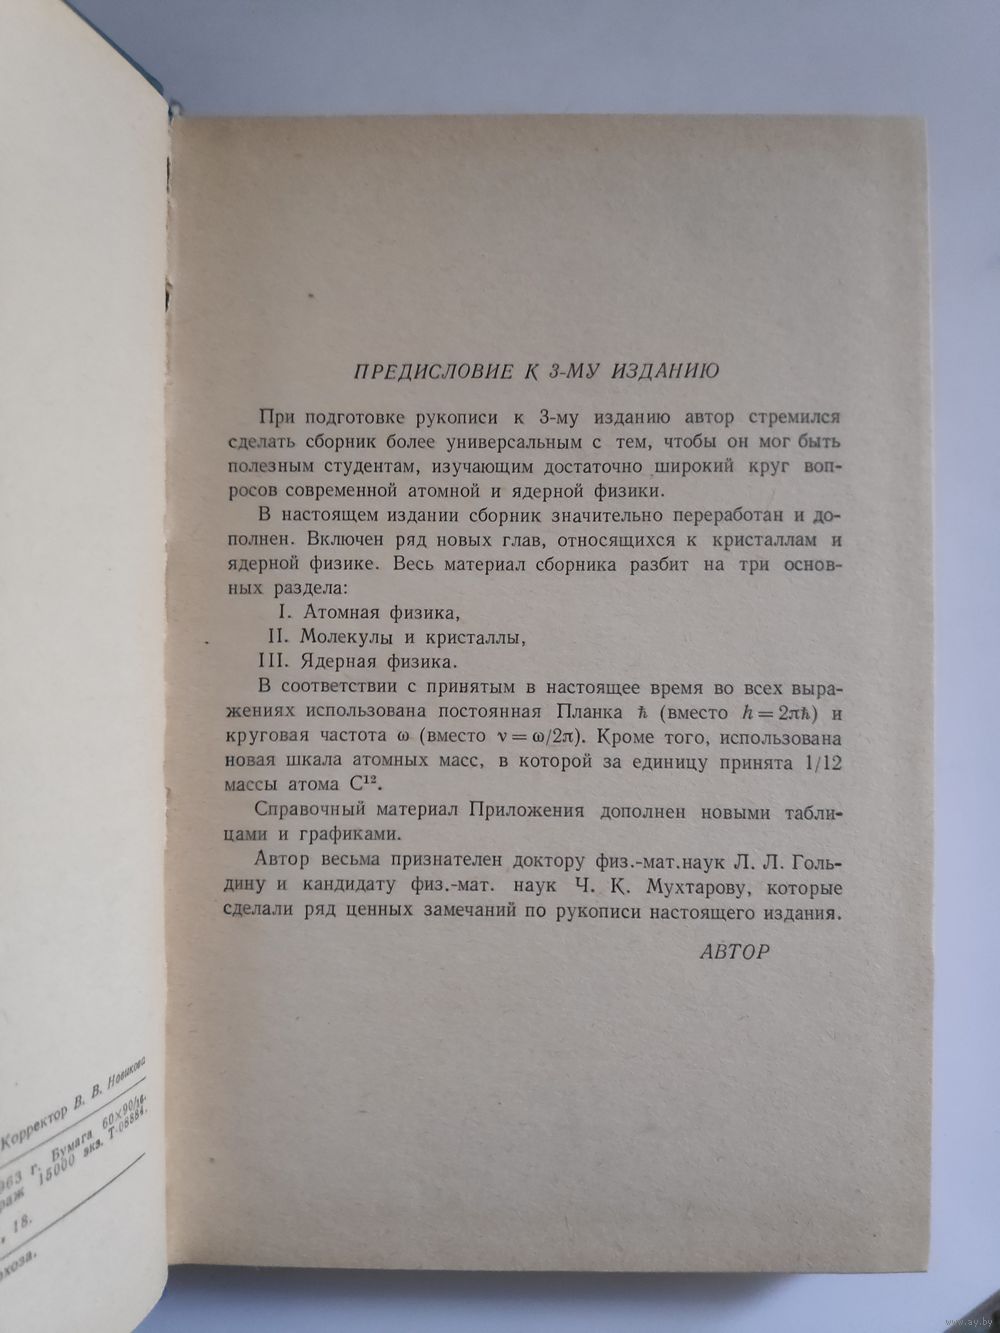 Корректор В. В. Новикова
963 г. Бумага 60×90/16.
15000 экз. Т-08884.
18.
ПРЕДИСЛОВИЕ К 3-МУ ИЗДАНИЮ
При подготовке рукописи к 3-му изданию автор стремился
сделать сборник более универсальным с тем, чтобы он мог быть
полезным студентам, изучающим достаточно широкий круг воп-
росов современной атомной и ядерной физики.
В настоящем издании сборник значительно переработан и до-
полнен. Включен ряд новых глав, относящихся к кристаллам и
ядерной физике. Весь материал сборника разбит на три основ-
ных раздела:
I. Атомная физика,
II. Молекулы и кристаллы,
III. Ядерная физика.
В соответствии с принятым в настоящее время во всех выра-
жениях использована постоянная Планка ħ (вместо h = 2πħ) и
круговая частота ω (вместо ν = ω/2π). Кроме того, использована
новая шкала атомных масс, в которой за единицу принята 1/12
массы атома C¹².
Справочный материал Приложения дополнен новыми табли-
цами и графиками.
Автор весьма признателен доктору физ.-мат.наук Л. Л. Голь-
дину и кандидату физ.-мат. наук Ч. К. Мухтарову, которые
сделали ряд ценных замечаний по рукописи настоящего издания.
АВТОР
www.ay.by